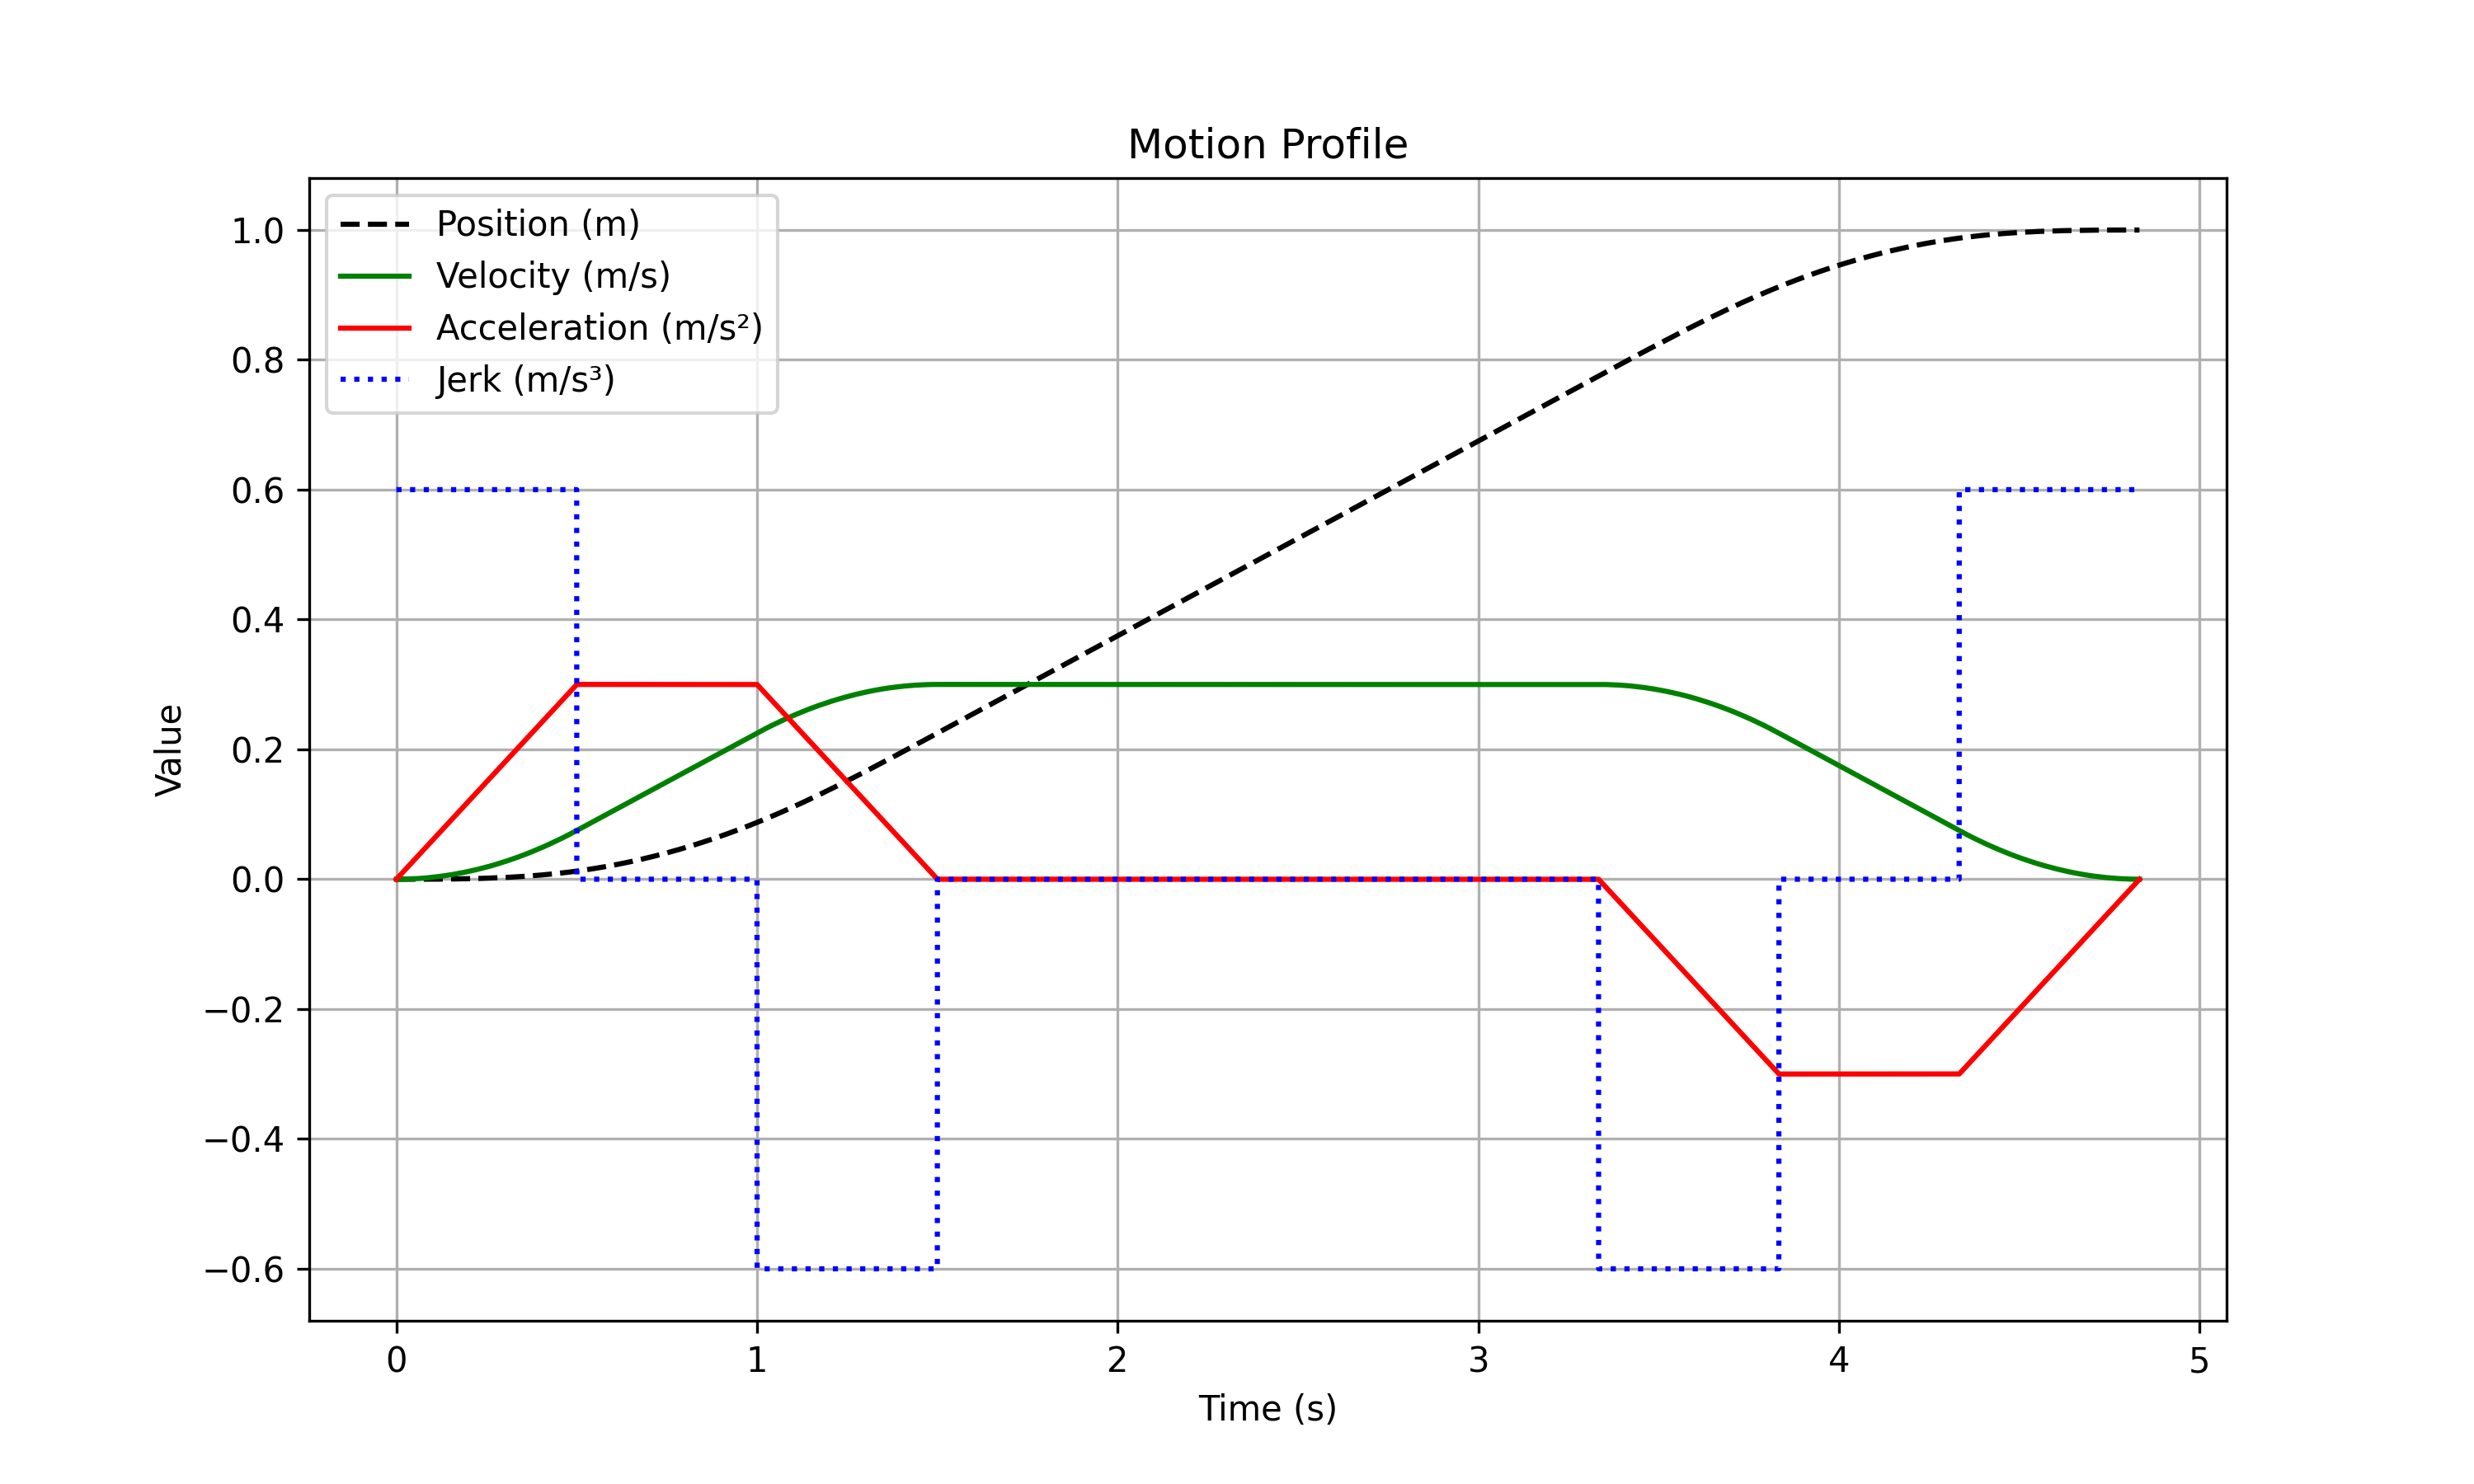 Motion Profile
Position (m)
Velocity (m/s)
Acceleration (m/s²)
Jerk (m/s³)
1.0
0.8
0.6
0.4
0.2
0.0
−0.2
−0.4
−0.6
Value
0 1 2 3 4 5
Time (s)